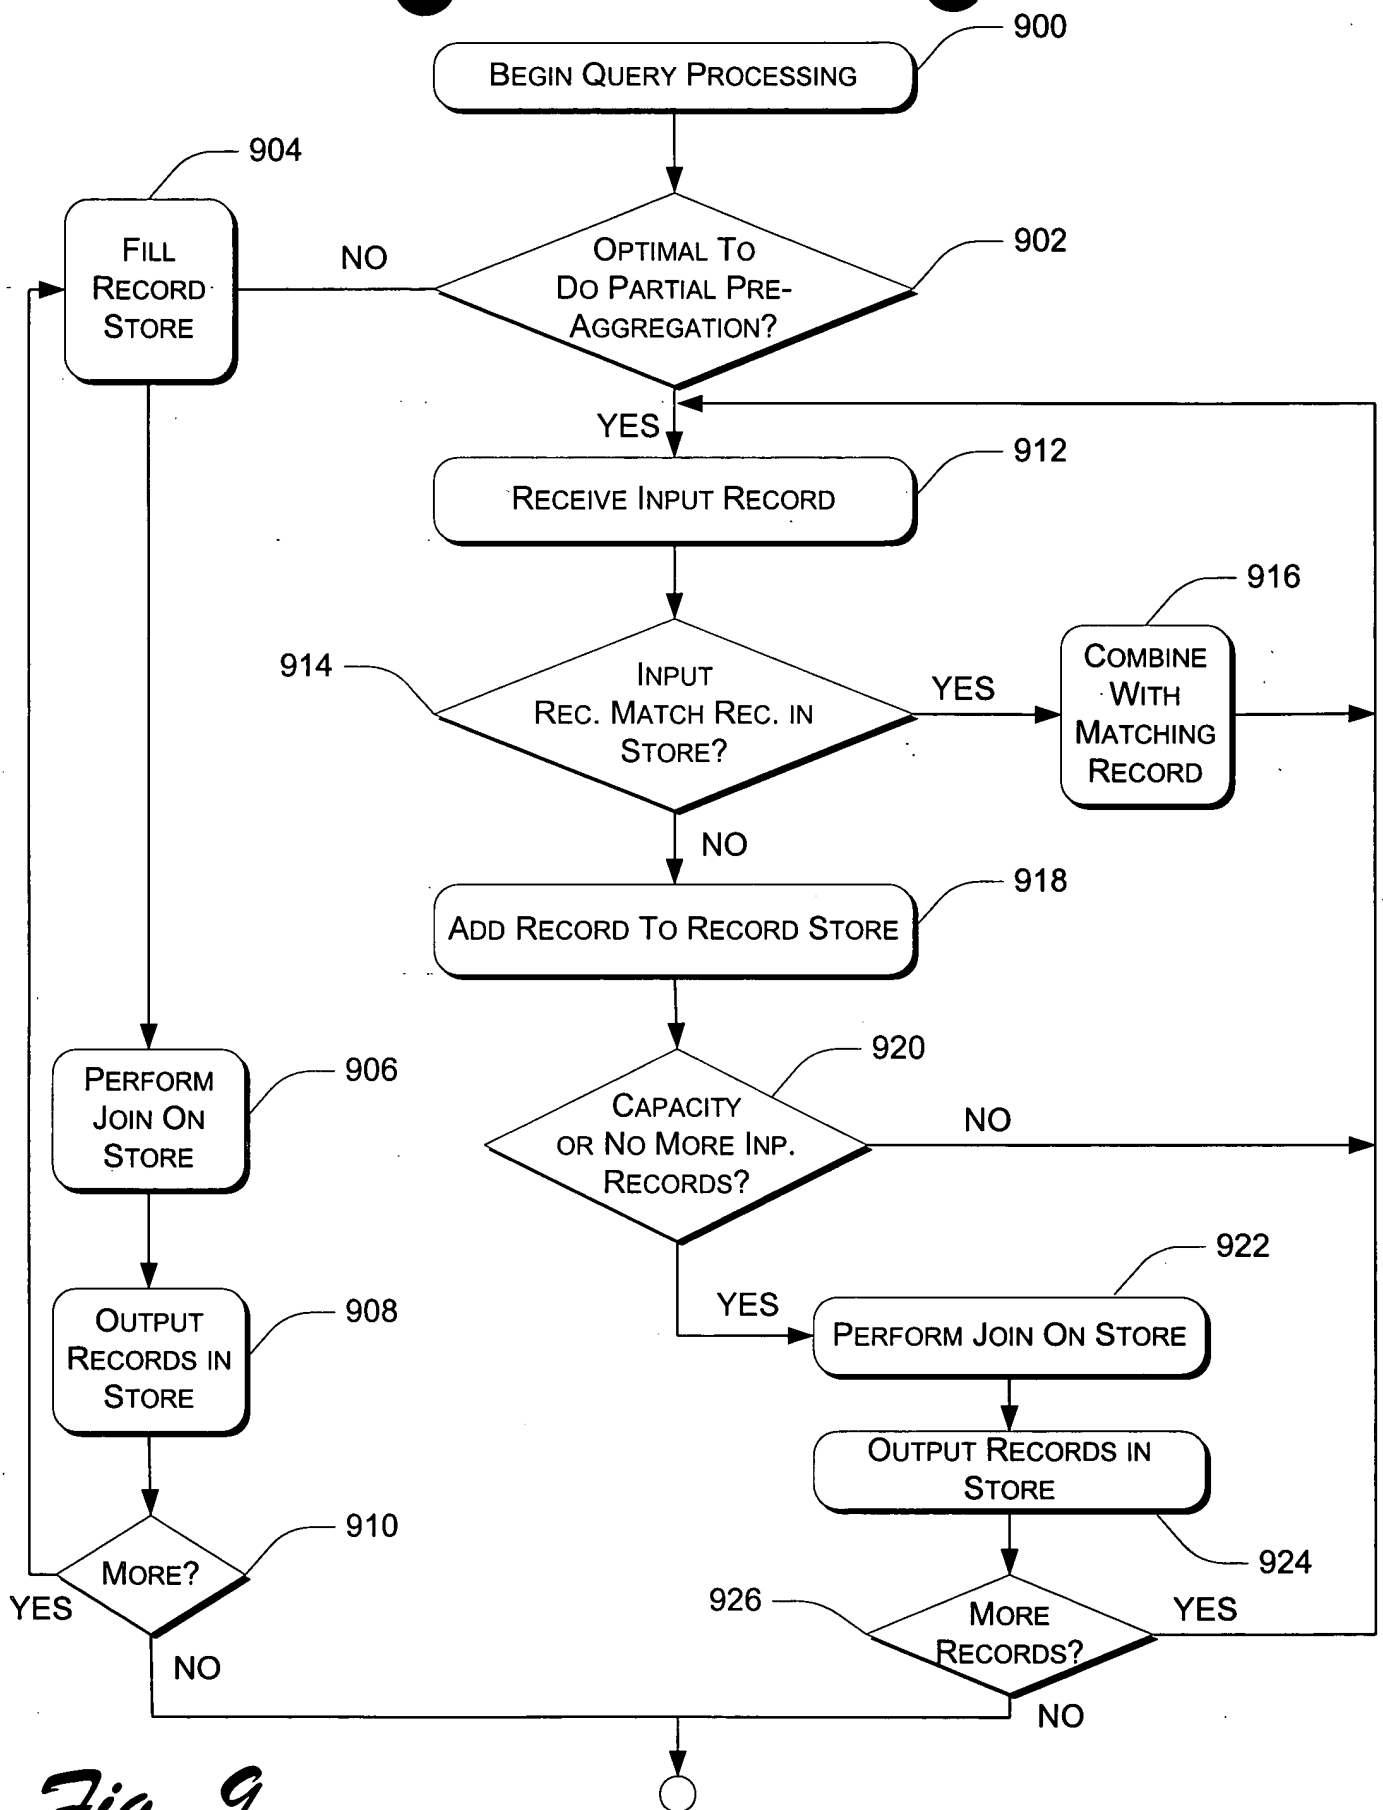 900
BEGIN QUERY PROCESSING
904
FILL
RECORD
STORE
NO
OPTIMAL TO
DO PARTIAL PRE-
AGGREGATION?
902
YES
912
RECEIVE INPUT RECORD
916
COMBINE
WITH
MATCHING
RECORD
914
INPUT
REC. MATCH REC. IN
STORE?
YES
NO
918
ADD RECORD TO RECORD STORE
920
CAPACITY
OR NO MORE INP.
RECORDS?
NO
906
PERFORM
JOIN ON
STORE
922
YES
PERFORM JOIN ON STORE
908
OUTPUT
RECORDS IN
STORE
OUTPUT RECORDS IN
STORE
924
910
MORE?
YES
NO
926
MORE
RECORDS?
YES
NO
Fig. 9